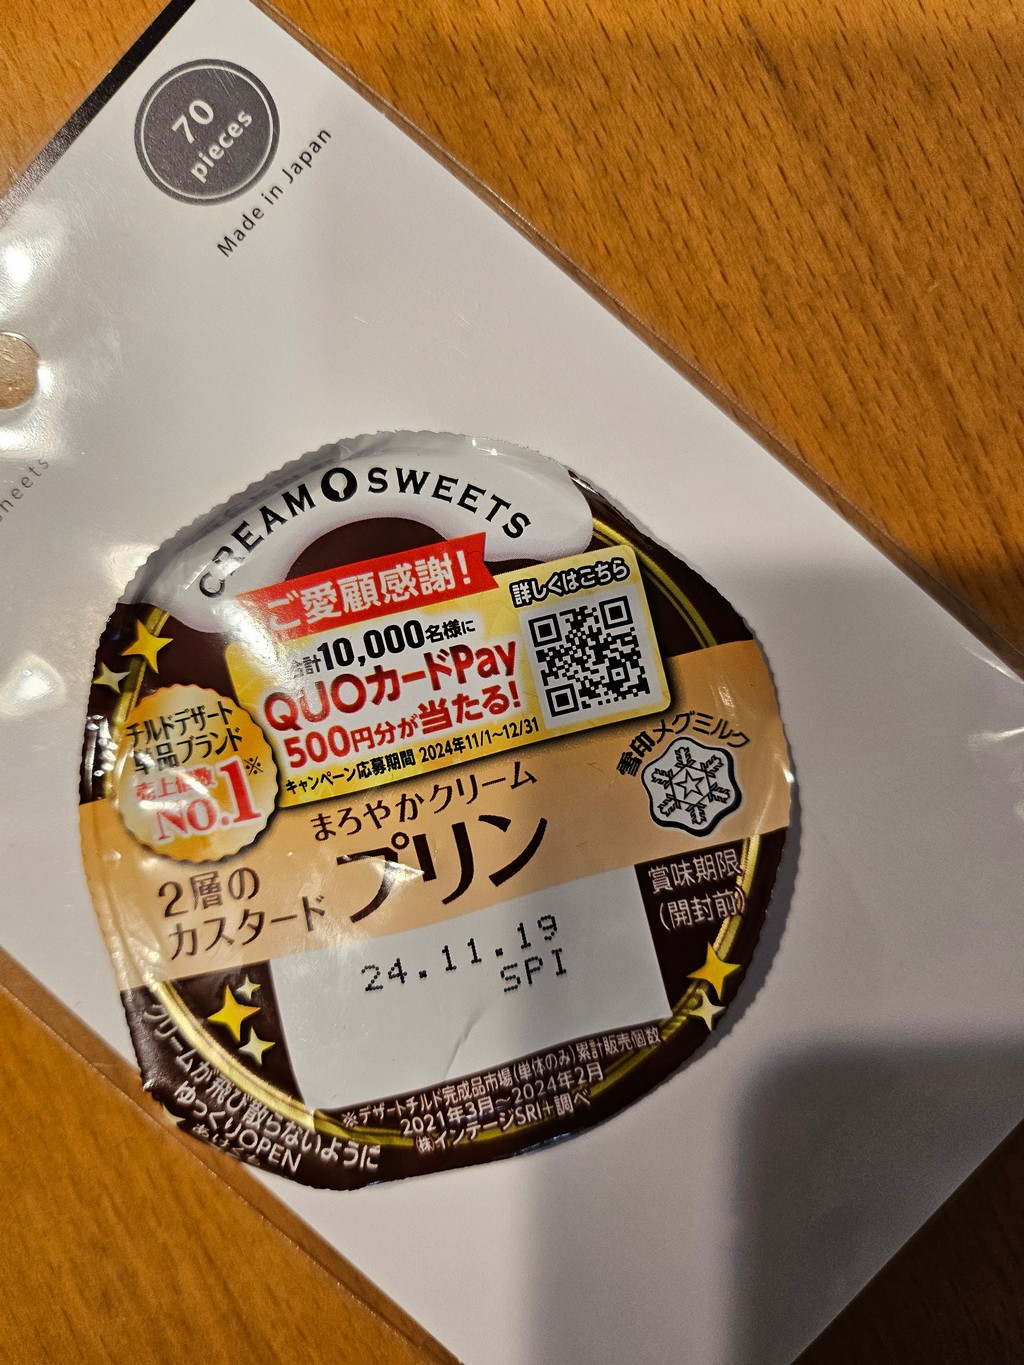 70
pieces
Made in Japan
CREAM SWEETS
ご愛顧感謝!
合計10,000名様に
QUOカードPay
500円分が当たる!
キャンペーン応募期間 2024年11/1~12/31
詳しくはこちら
チルドデザート
単品ブランド
売上個数
NO.1※
雪印メグミルク
まろやかクリーム
プリン
2層の
カスタード
賞味期限
(開封前)
24.11.19
SPI
※デザートチルド完成品市場(単体のみ)累計販売個数
2021年3月~2024年2月
㈱インテージSRI+調べ
クリームが飛び散らないように
ゆっくりOPEN